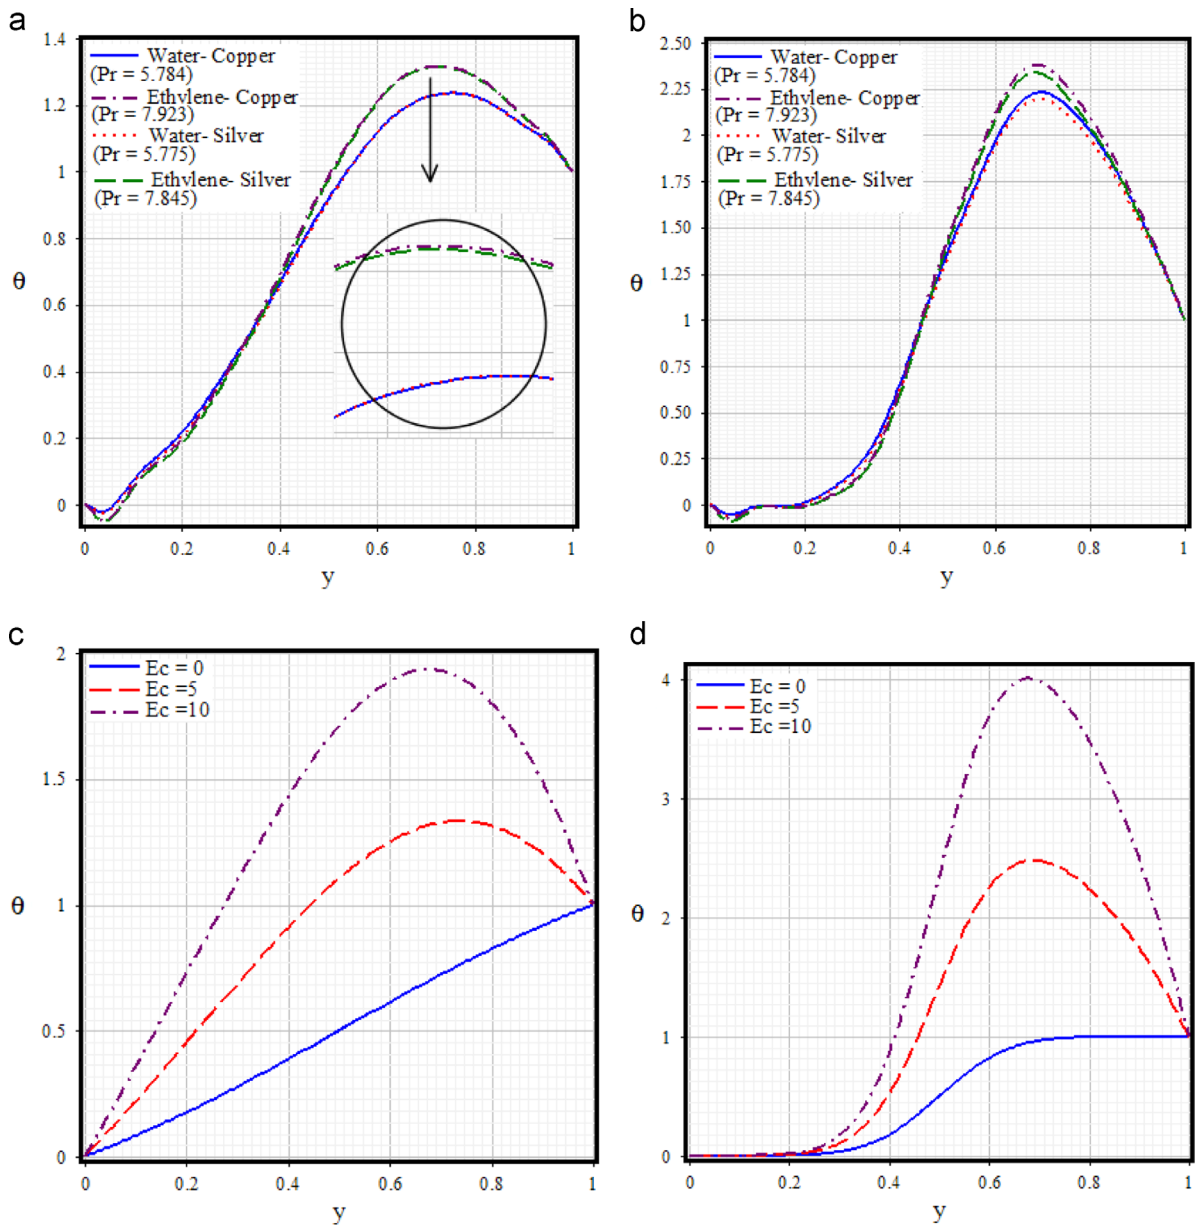 a
1.4
1.2
1
0.8
0.6
0.4
0.2
0
θ
Water- Copper
(Pr = 5.784)
Ethylene- Copper
(Pr = 7.923)
Water- Silver
(Pr = 5.775)
Ethylene- Silver
(Pr = 7.845)
0 0.2 0.4 0.6 0.8 1
y
b
2.50
2.25
2
1.75
1.50
1.25
1
0.75
0.50
0.25
0
θ
Water- Copper
(Pr = 5.784)
Ethylene- Copper
(Pr = 7.923)
Water- Silver
(Pr = 5.775)
Ethylene- Silver
(Pr = 7.845)
0 0.2 0.4 0.6 0.8 1
y
c
2
1.5
1
0.5
0
θ
Ec = 0
Ec =5
Ec =10
0 0.2 0.4 0.6 0.8 1
y
d
4
3
2
1
0
θ
Ec = 0
Ec =5
Ec =10
0 0.2 0.4 0.6 0.8 1
y